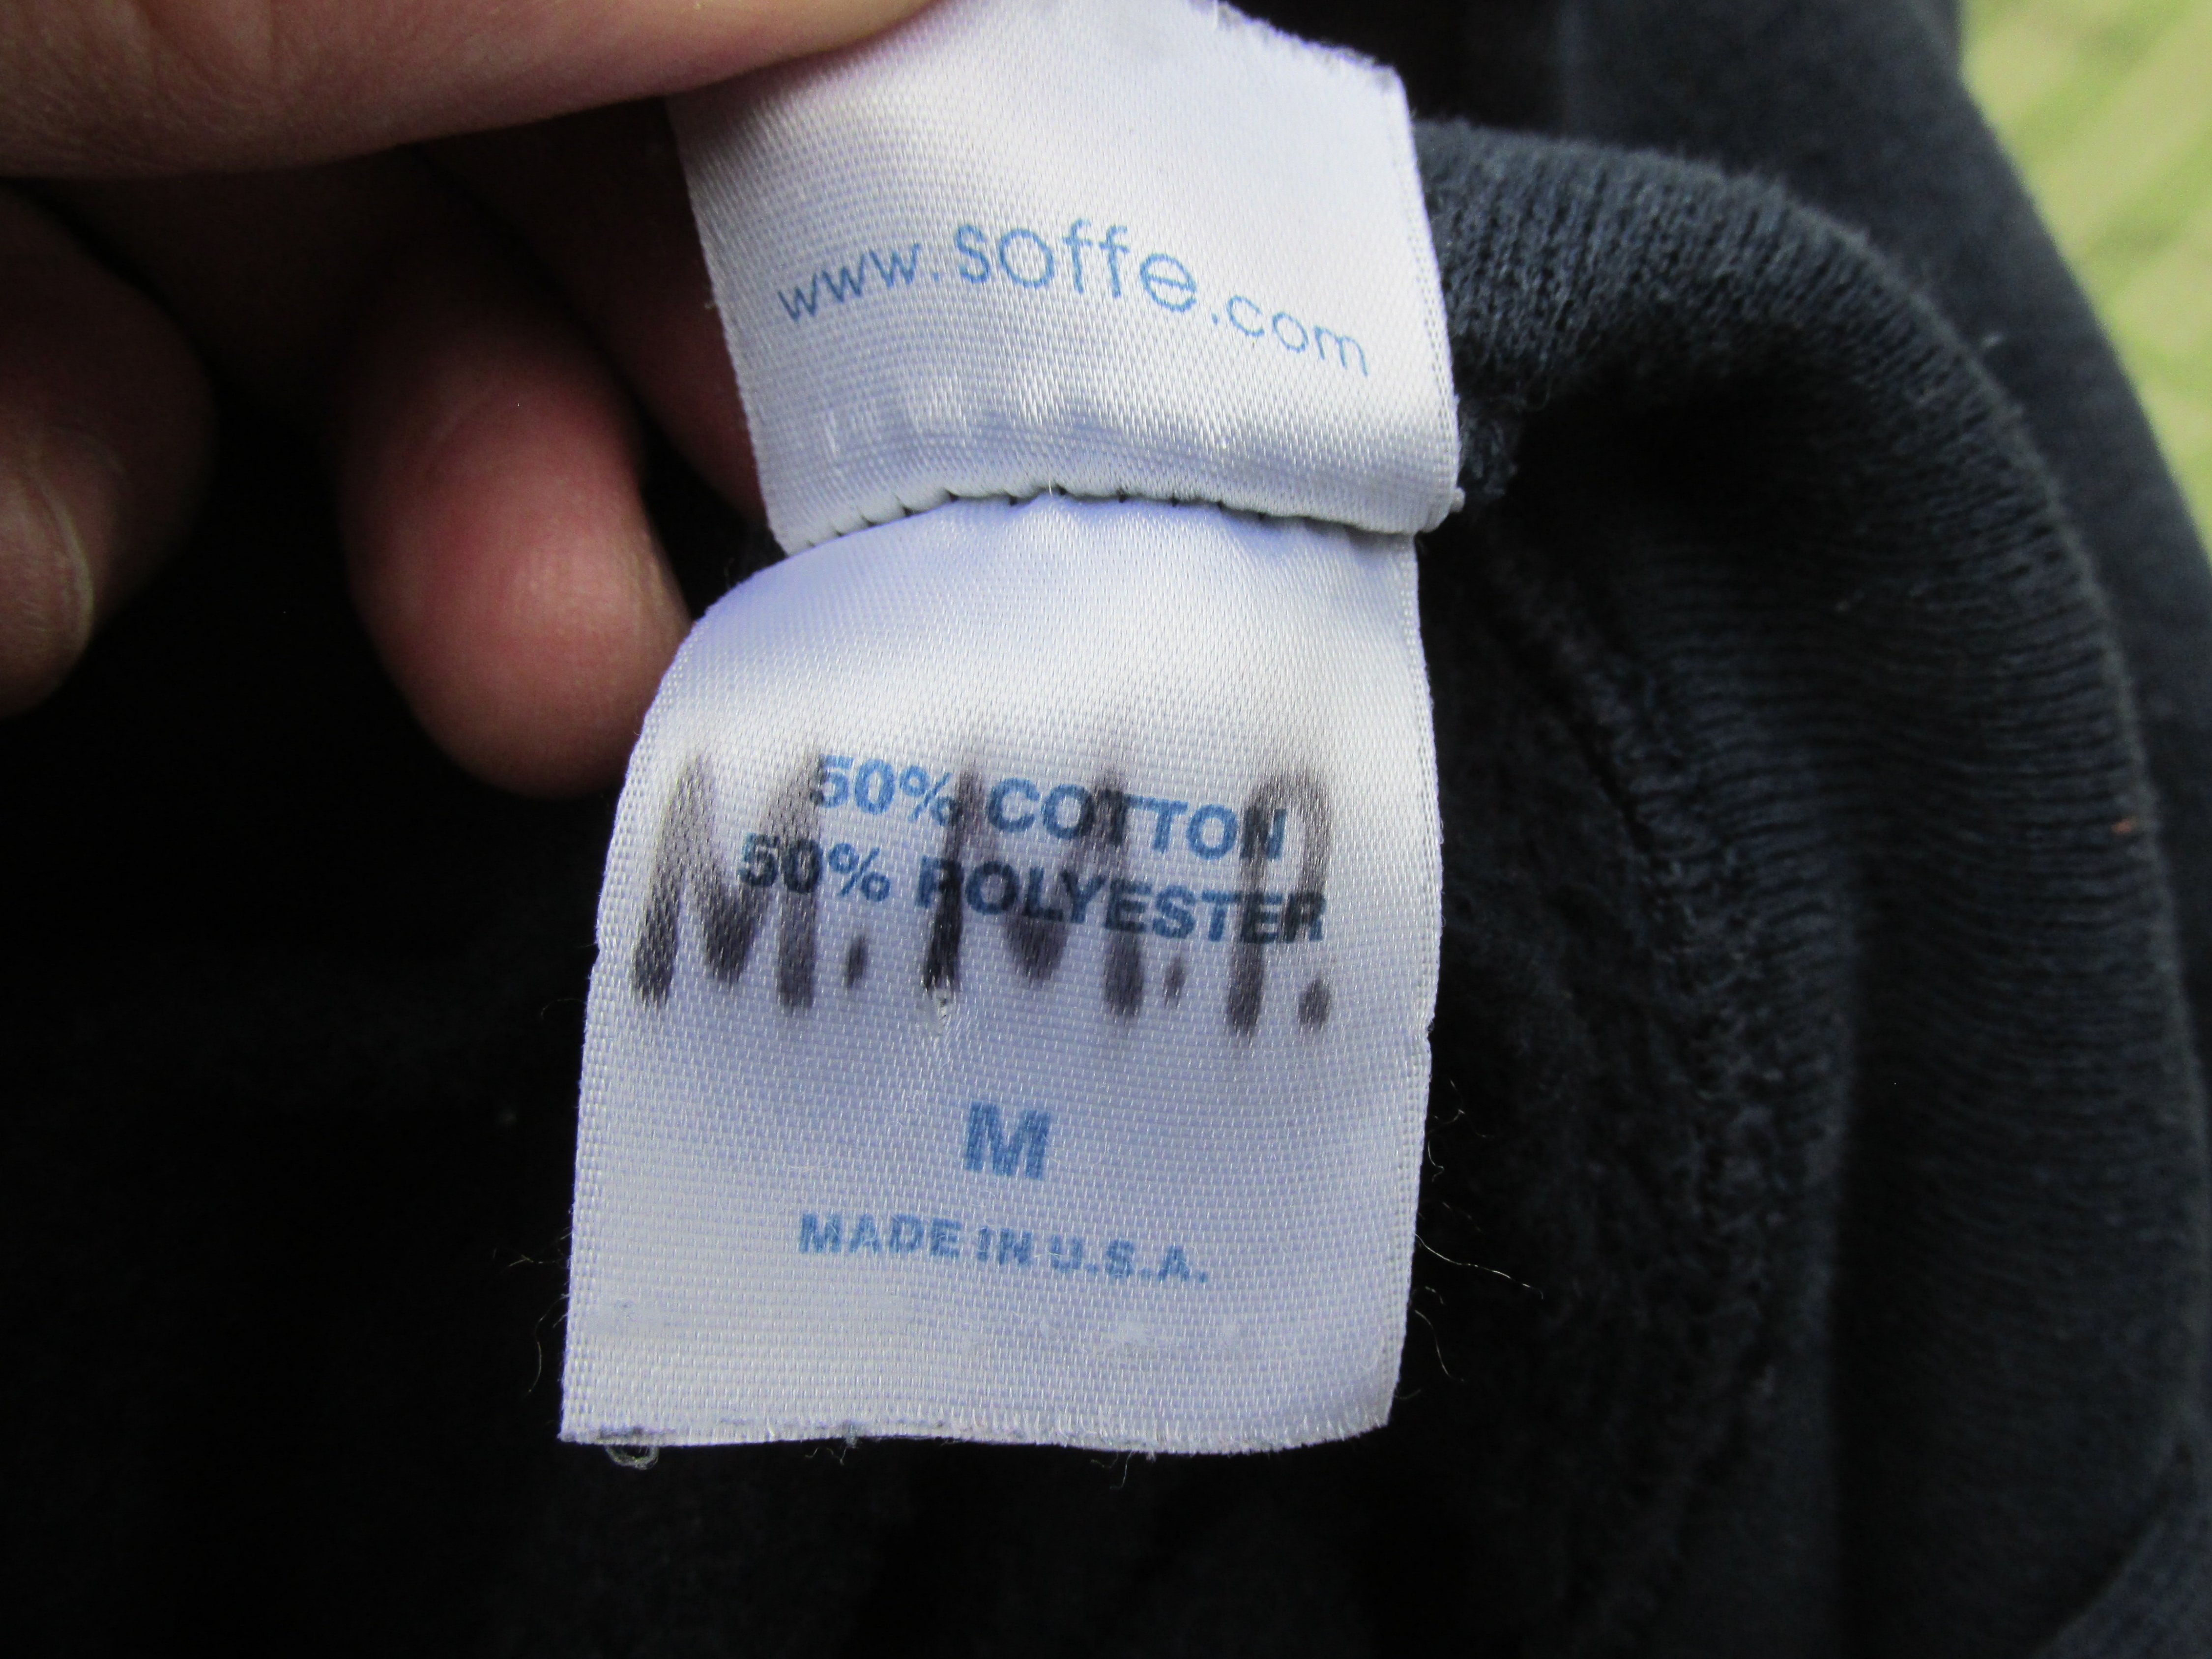 www.soffe.com
50% COTTON
50% POLYESTER
M.M.P.
M
MADE IN U.S.A.